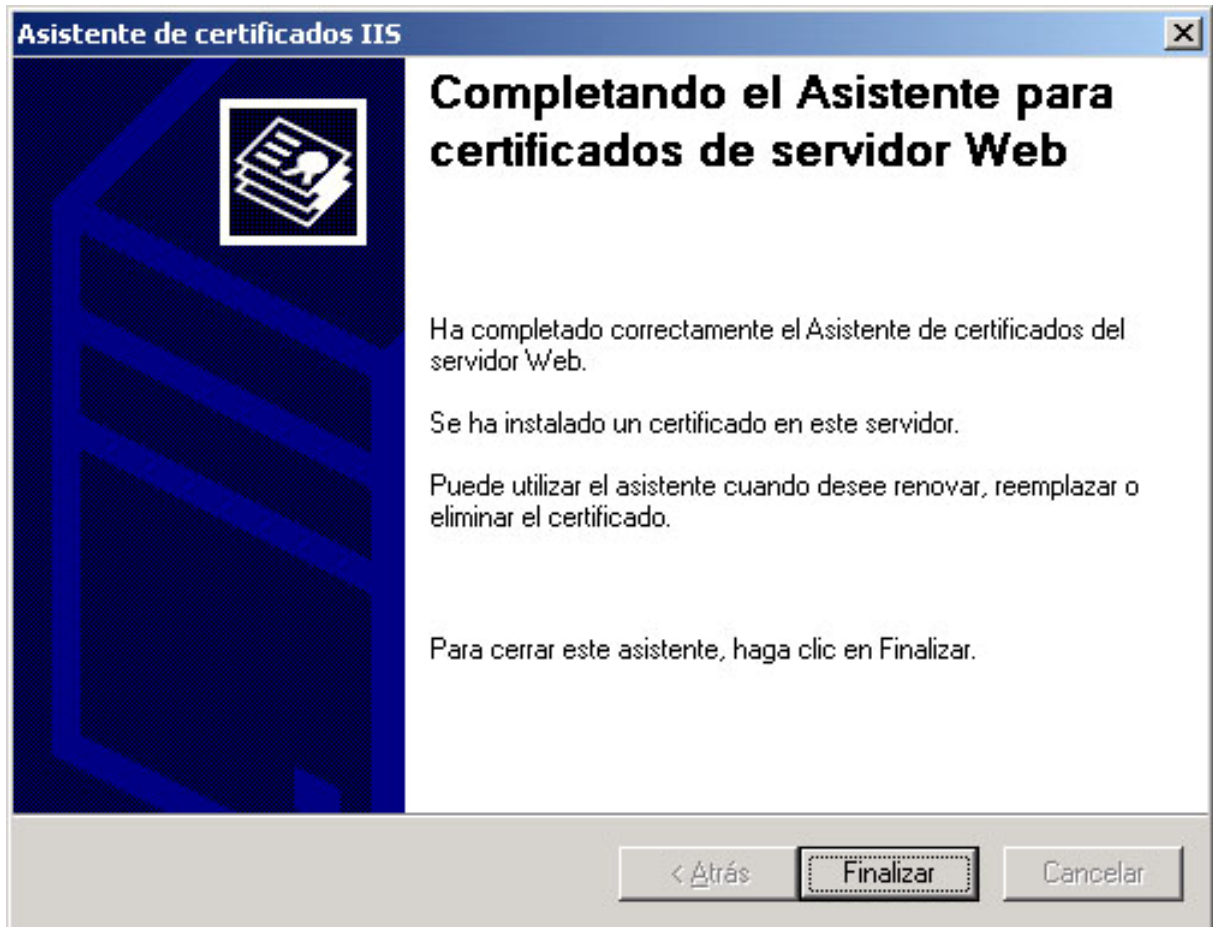 Asistente de certificados IIS
Completando el Asistente para
certificados de servidor Web
Ha completado correctamente el Asistente de certificados del
servidor Web.
Se ha instalado un certificado en este servidor.
Puede utilizar el asistente cuando desee renovar, reemplazar o
eliminar el certificado.
Para cerrar este asistente, haga clic en Finalizar.
< Atrás Finalizar Cancelar